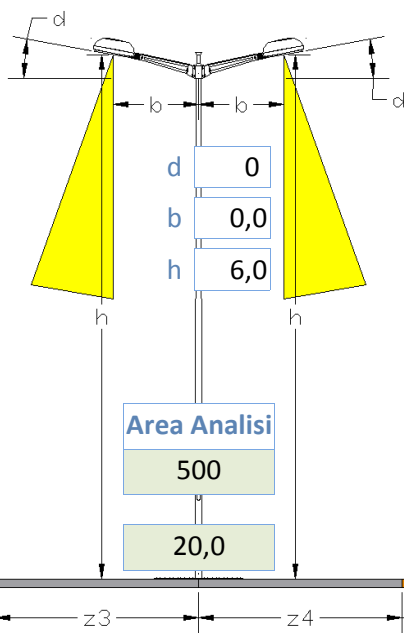 d
b b d
d 0
b 0,0
h 6,0
h h
Area Analisi
500
20,0
z3 z4